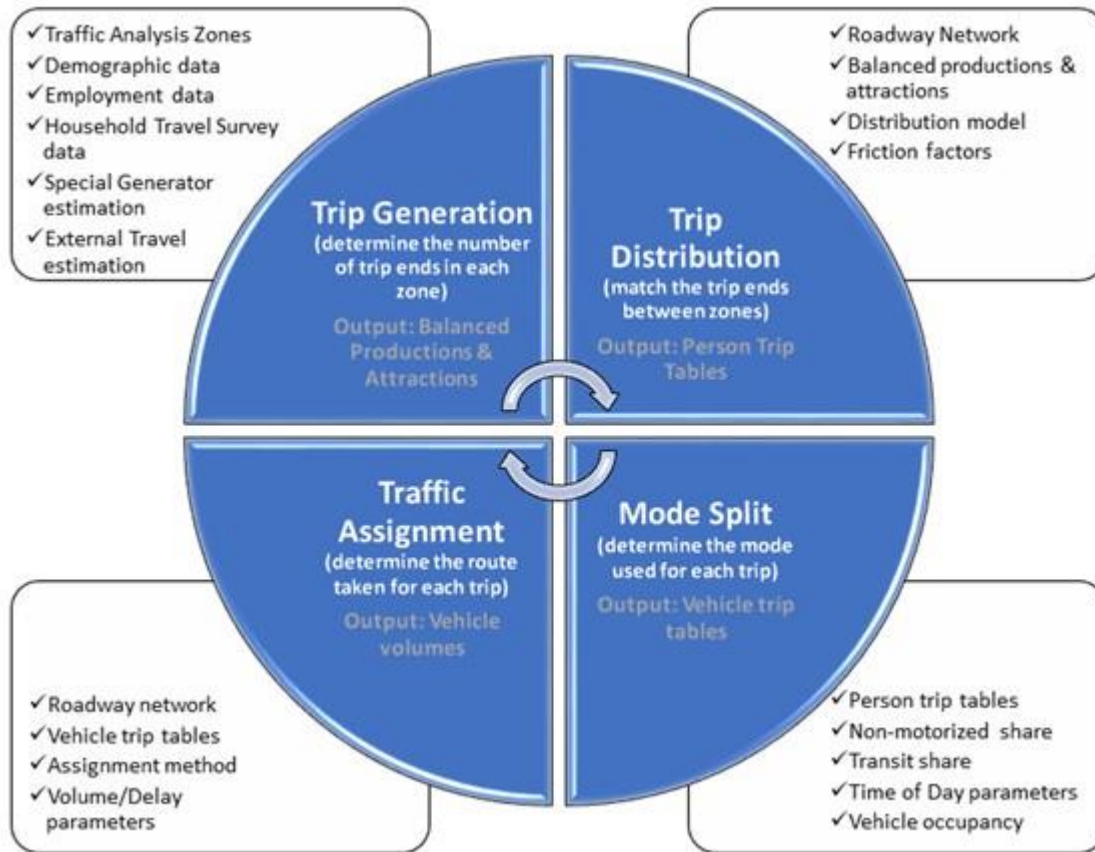 ✓Traffic Analysis Zones
✓Demographic data
✓Employment data
✓Household Travel Survey
data
✓Special Generator
estimation
✓External Travel
estimation
✓Roadway Network
✓Balanced productions &
attractions
✓Distribution model
✓Friction factors
Trip Generation
(determine the number
of trip ends in each
zone)
Output: Balanced
Productions &
Attractions
Trip
Distribution
(match the trip ends
between zones)
Output: Person Trip
Tables
Traffic
Assignment
(determine the route
taken for each trip)
Output: Vehicle
volumes
Mode Split
(determine the mode
used for each trip)
Output: Vehicle trip
tables
✓Roadway network
✓Vehicle trip tables
✓Assignment method
✓Volume/Delay
parameters
✓Person trip tables
✓Non-motorized share
✓Transit share
✓Time of Day parameters
✓Vehicle occupancy